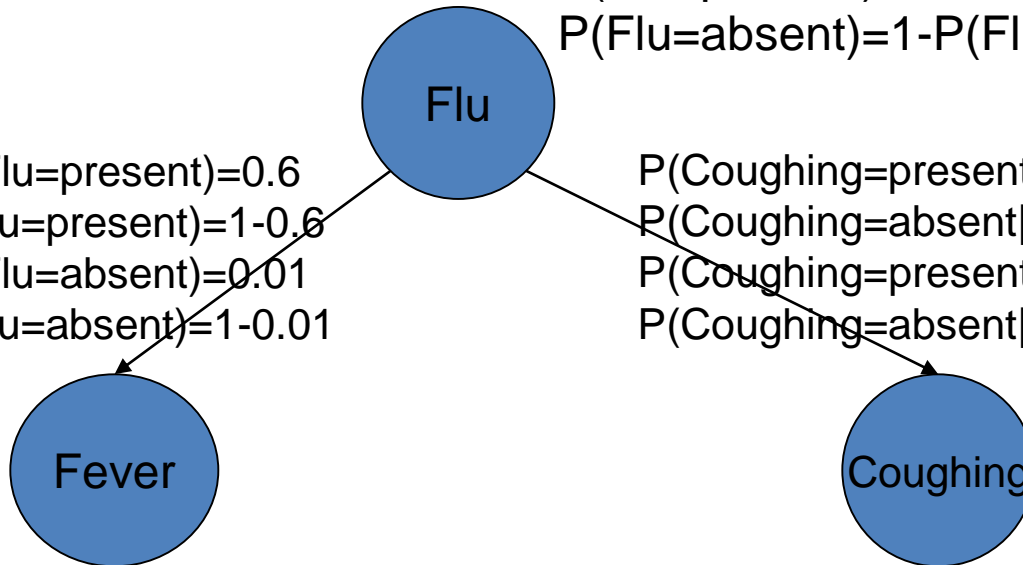 P(Flu=absent)=1-P(Fl
Flu
lu=present)=0.6
u=present)=1-0.6
lu=absent)=0.01
u=absent)=1-0.01
P(Coughing=present
P(Coughing=absent|
P(Coughing=present
P(Coughing=absent|
Fever
Coughing